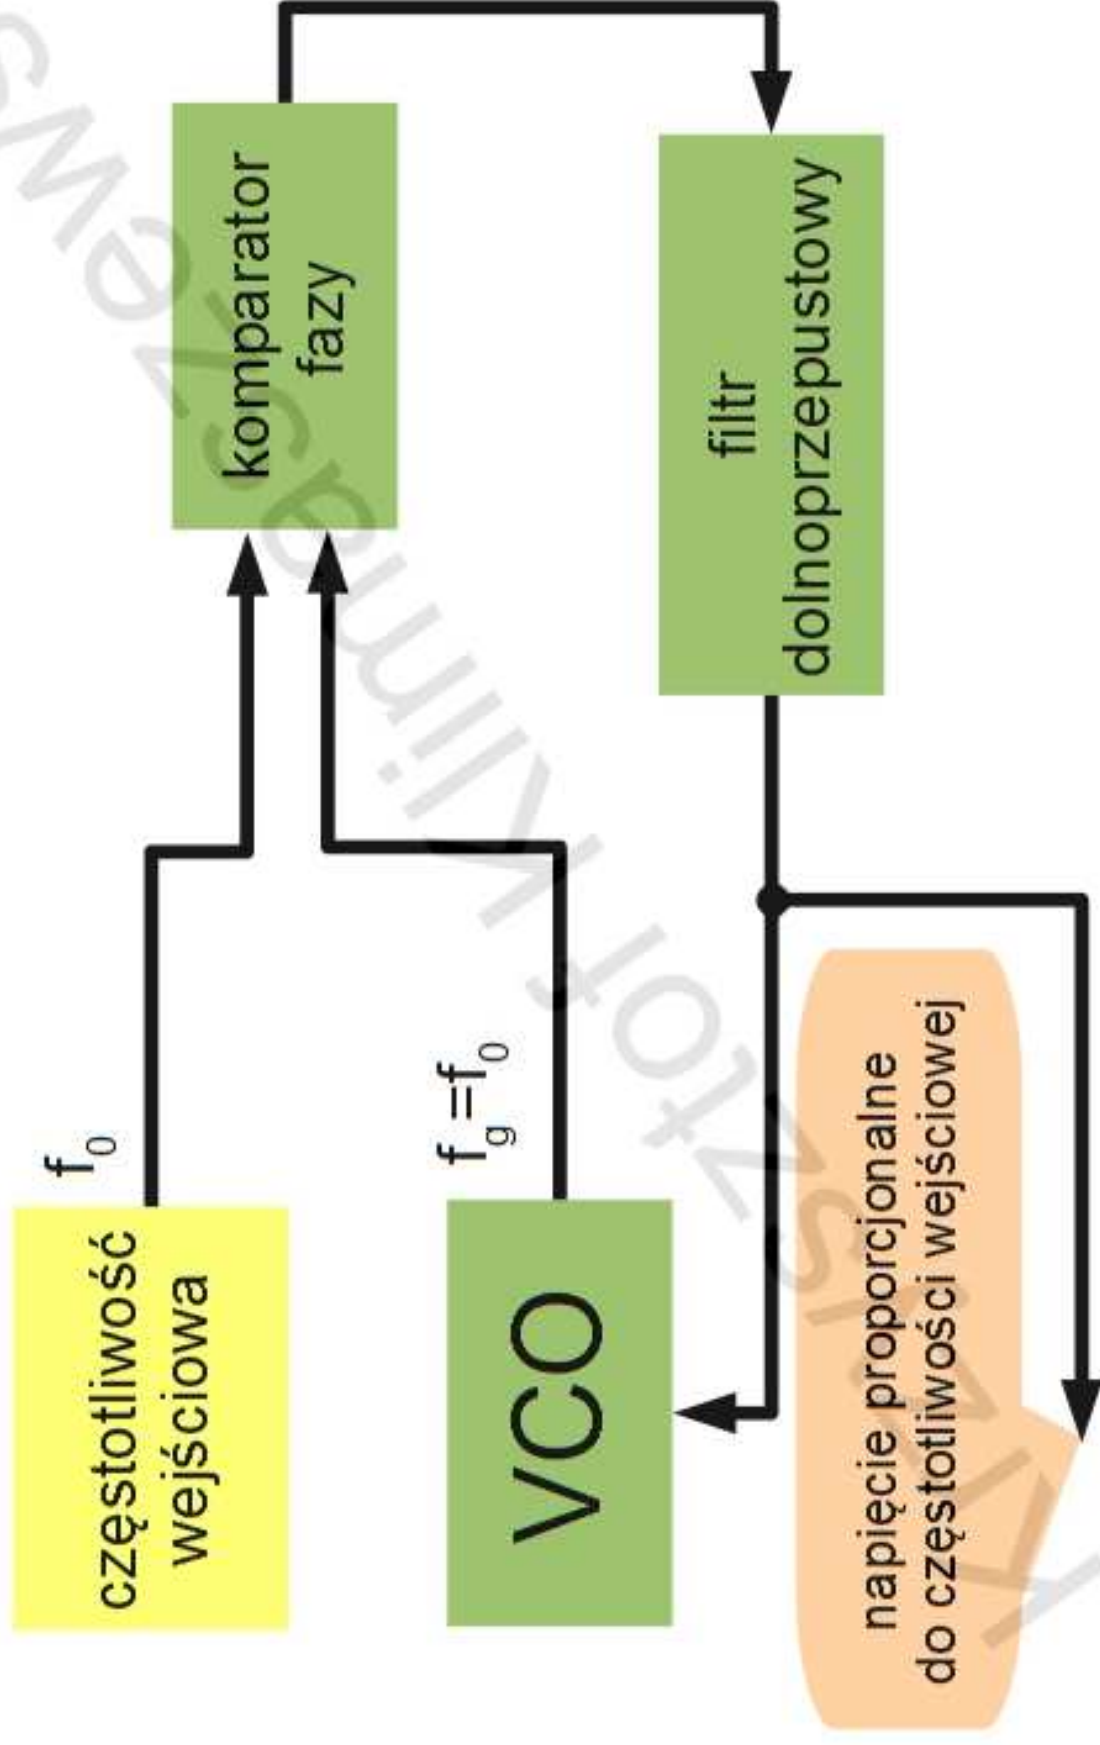 częstotliwość
wejściowa
f0
komparator
fazy
VCO
fg=f0
filtr
dolnoprzepustowy
napięcie proporcjonalne
do częstotliwości wejściowej